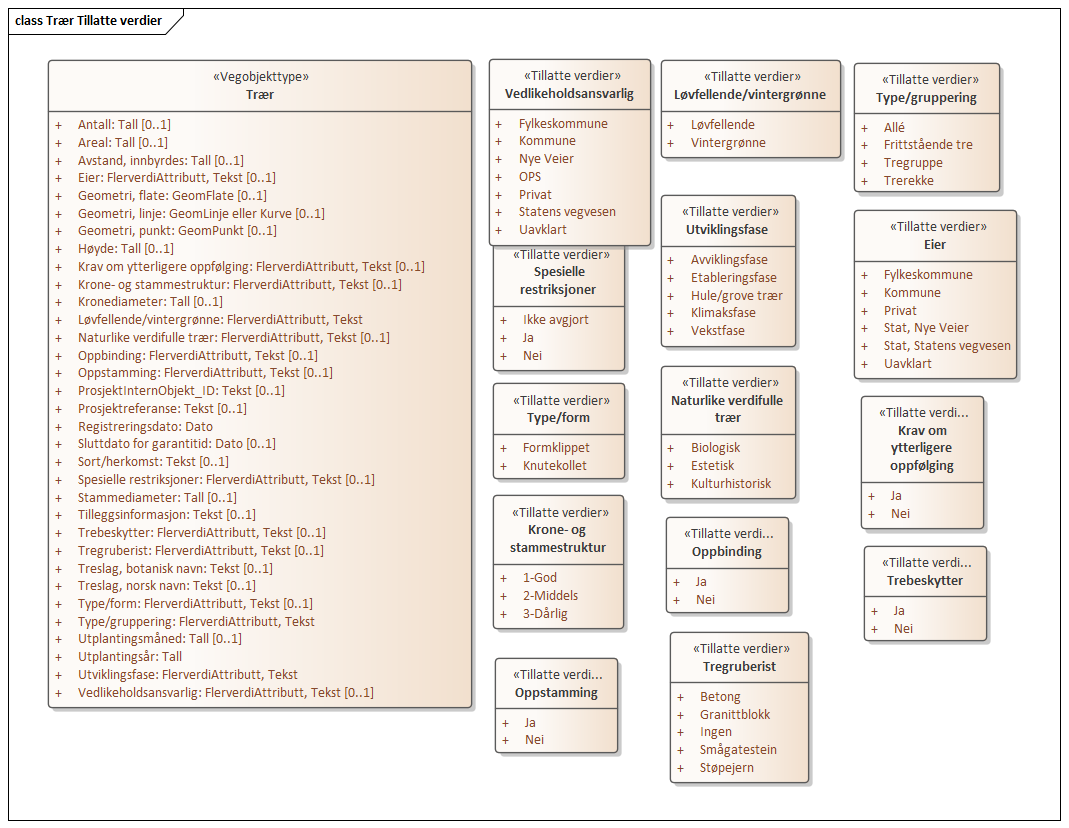 class Trær Tillatte verdier
«Vegobjekttype»
Trær
+ Antall: Tall [0..1]
+ Areal: Tall [0..1]
+ Avstand, innbyrdes: Tall [0..1]
+ Eier: FlerverdiAttributt, Tekst [0..1]
+ Geometri, flate: GeomFlate [0..1]
+ Geometri, linje: GeomLinje eller Kurve [0..1]
+ Geometri, punkt: GeomPunkt [0..1]
+ Høyde: Tall [0..1]
+ Krav om ytterligere oppfølging: FlerverdiAttributt, Tekst [0..1]
+ Krone- og stammestruktur: FlerverdiAttributt, Tekst [0..1]
+ Kronediameter: Tall [0..1]
+ Løvfellende/vintergrønne: FlerverdiAttributt, Tekst
+ Naturlike verdifulle trær: FlerverdiAttributt, Tekst [0..1]
+ Oppbinding: FlerverdiAttributt, Tekst [0..1]
+ Oppstamming: FlerverdiAttributt, Tekst [0..1]
+ ProsjektInternObjekt_ID: Tekst [0..1]
+ Prosjektreferanse: Tekst [0..1]
+ Registreringsdato: Dato
+ Sluttdato for garantitid: Dato [0..1]
+ Sort/herkomst: Tekst [0..1]
+ Spesielle restriksjoner: FlerverdiAttributt, Tekst [0..1]
+ Stammediameter: Tall [0..1]
+ Tilleggsinformasjon: Tekst [0..1]
+ Trebeskytter: FlerverdiAttributt, Tekst [0..1]
+ Tregruberist: FlerverdiAttributt, Tekst [0..1]
+ Treslag, botanisk navn: Tekst [0..1]
+ Treslag, norsk navn: Tekst [0..1]
+ Type/form: FlerverdiAttributt, Tekst [0..1]
+ Type/gruppering: FlerverdiAttributt, Tekst
+ Utplantingsmåned: Tall [0..1]
+ Utplantingsår: Tall
+ Utviklingsfase: FlerverdiAttributt, Tekst
+ Vedlikeholdsansvarlig: FlerverdiAttributt, Tekst [0..1]
«Tillatte verdier»
Vedlikeholdsansvarlig
+ Fylkeskommune
+ Kommune
+ Nye Veier
+ OPS
+ Privat
+ Statens vegvesen
+ Uavklart
«Tillatte verdier»
Spesielle
restriksjoner
+ Ikke avgjort
+ Ja
+ Nei
«Tillatte verdier»
Type/form
+ Formklippet
+ Knutekollet
«Tillatte verdier»
Krone- og
stammestruktur
+ 1-God
+ 2-Middels
+ 3-Dårlig
«Tillatte verdi...
Oppstamming
+ Ja
+ Nei
«Tillatte verdier»
Løvfellende/vintergrønne
+ Løvfellende
+ Vintergrønne
«Tillatte verdier»
Utviklingsfase
+ Avviklingsfase
+ Etableringsfase
+ Hule/grove trær
+ Klimaksfase
+ Vekstfase
«Tillatte verdier»
Naturlike verdifulle
trær
+ Biologisk
+ Estetisk
+ Kulturhistorisk
«Tillatte verdi...
Oppbinding
+ Ja
+ Nei
«Tillatte verdier»
Tregruberist
+ Betong
+ Granittblokk
+ Ingen
+ Smågatestein
+ Støpejern
«Tillatte verdier»
Type/gruppering
+ Allé
+ Frittstående tre
+ Tregruppe
+ Trerekke
«Tillatte verdier»
Eier
+ Fylkeskommune
+ Kommune
+ Privat
+ Stat, Nye Veier
+ Stat, Statens vegvesen
+ Uavklart
«Tillatte verdi...
Krav om
ytterligere
oppfølging
+ Ja
+ Nei
«Tillatte verdi...
Trebeskytter
+ Ja
+ Nei